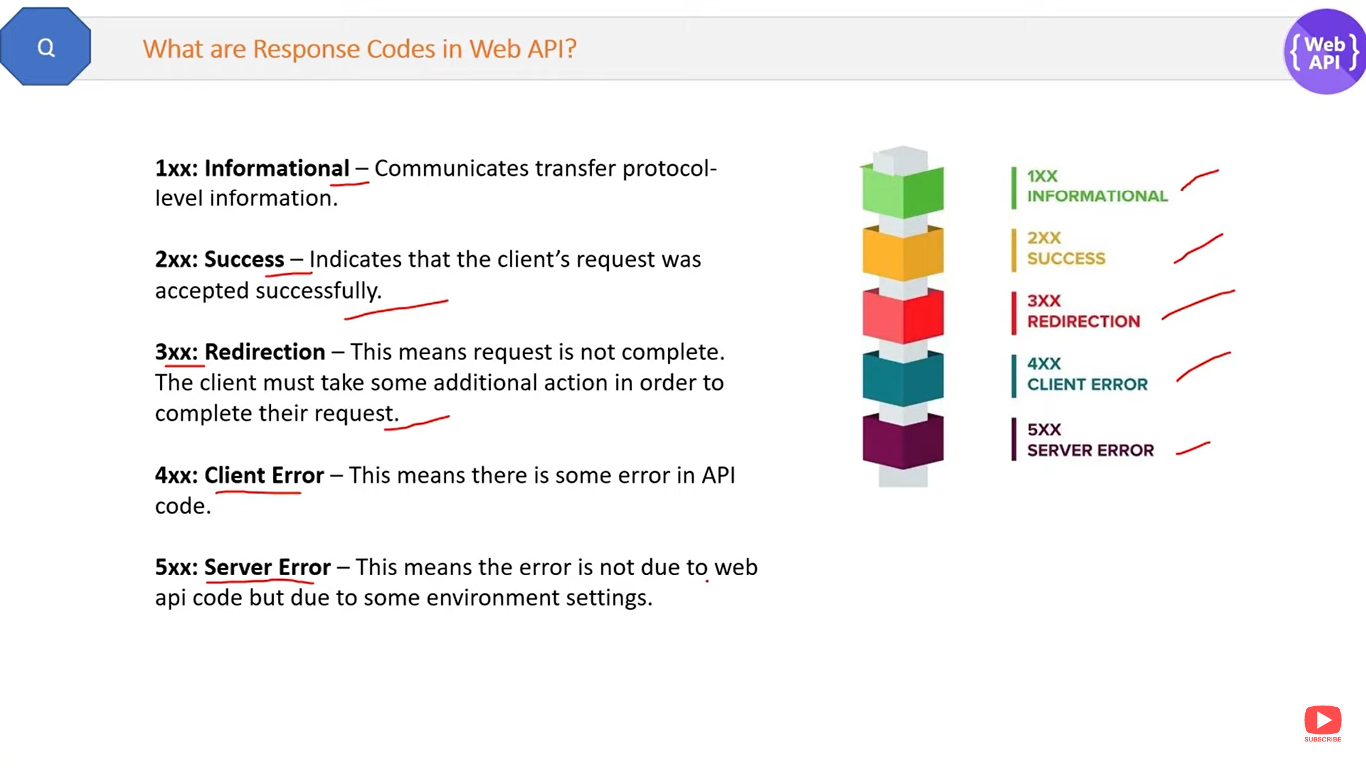 Q
What are Response Codes in Web API?
{Web
API}
1xx: Informational – Communicates transfer protocol-
level information.
2xx: Success – Indicates that the client’s request was
accepted successfully.
3xx: Redirection – This means request is not complete.
The client must take some additional action in order to
complete their request.
4xx: Client Error – This means there is some error in API
code.
5xx: Server Error – This means the error is not due to web
api code but due to some environment settings.
1XX
INFORMATIONAL
2XX
SUCCESS
3XX
REDIRECTION
4XX
CLIENT ERROR
5XX
SERVER ERROR
SUBSCRIBE